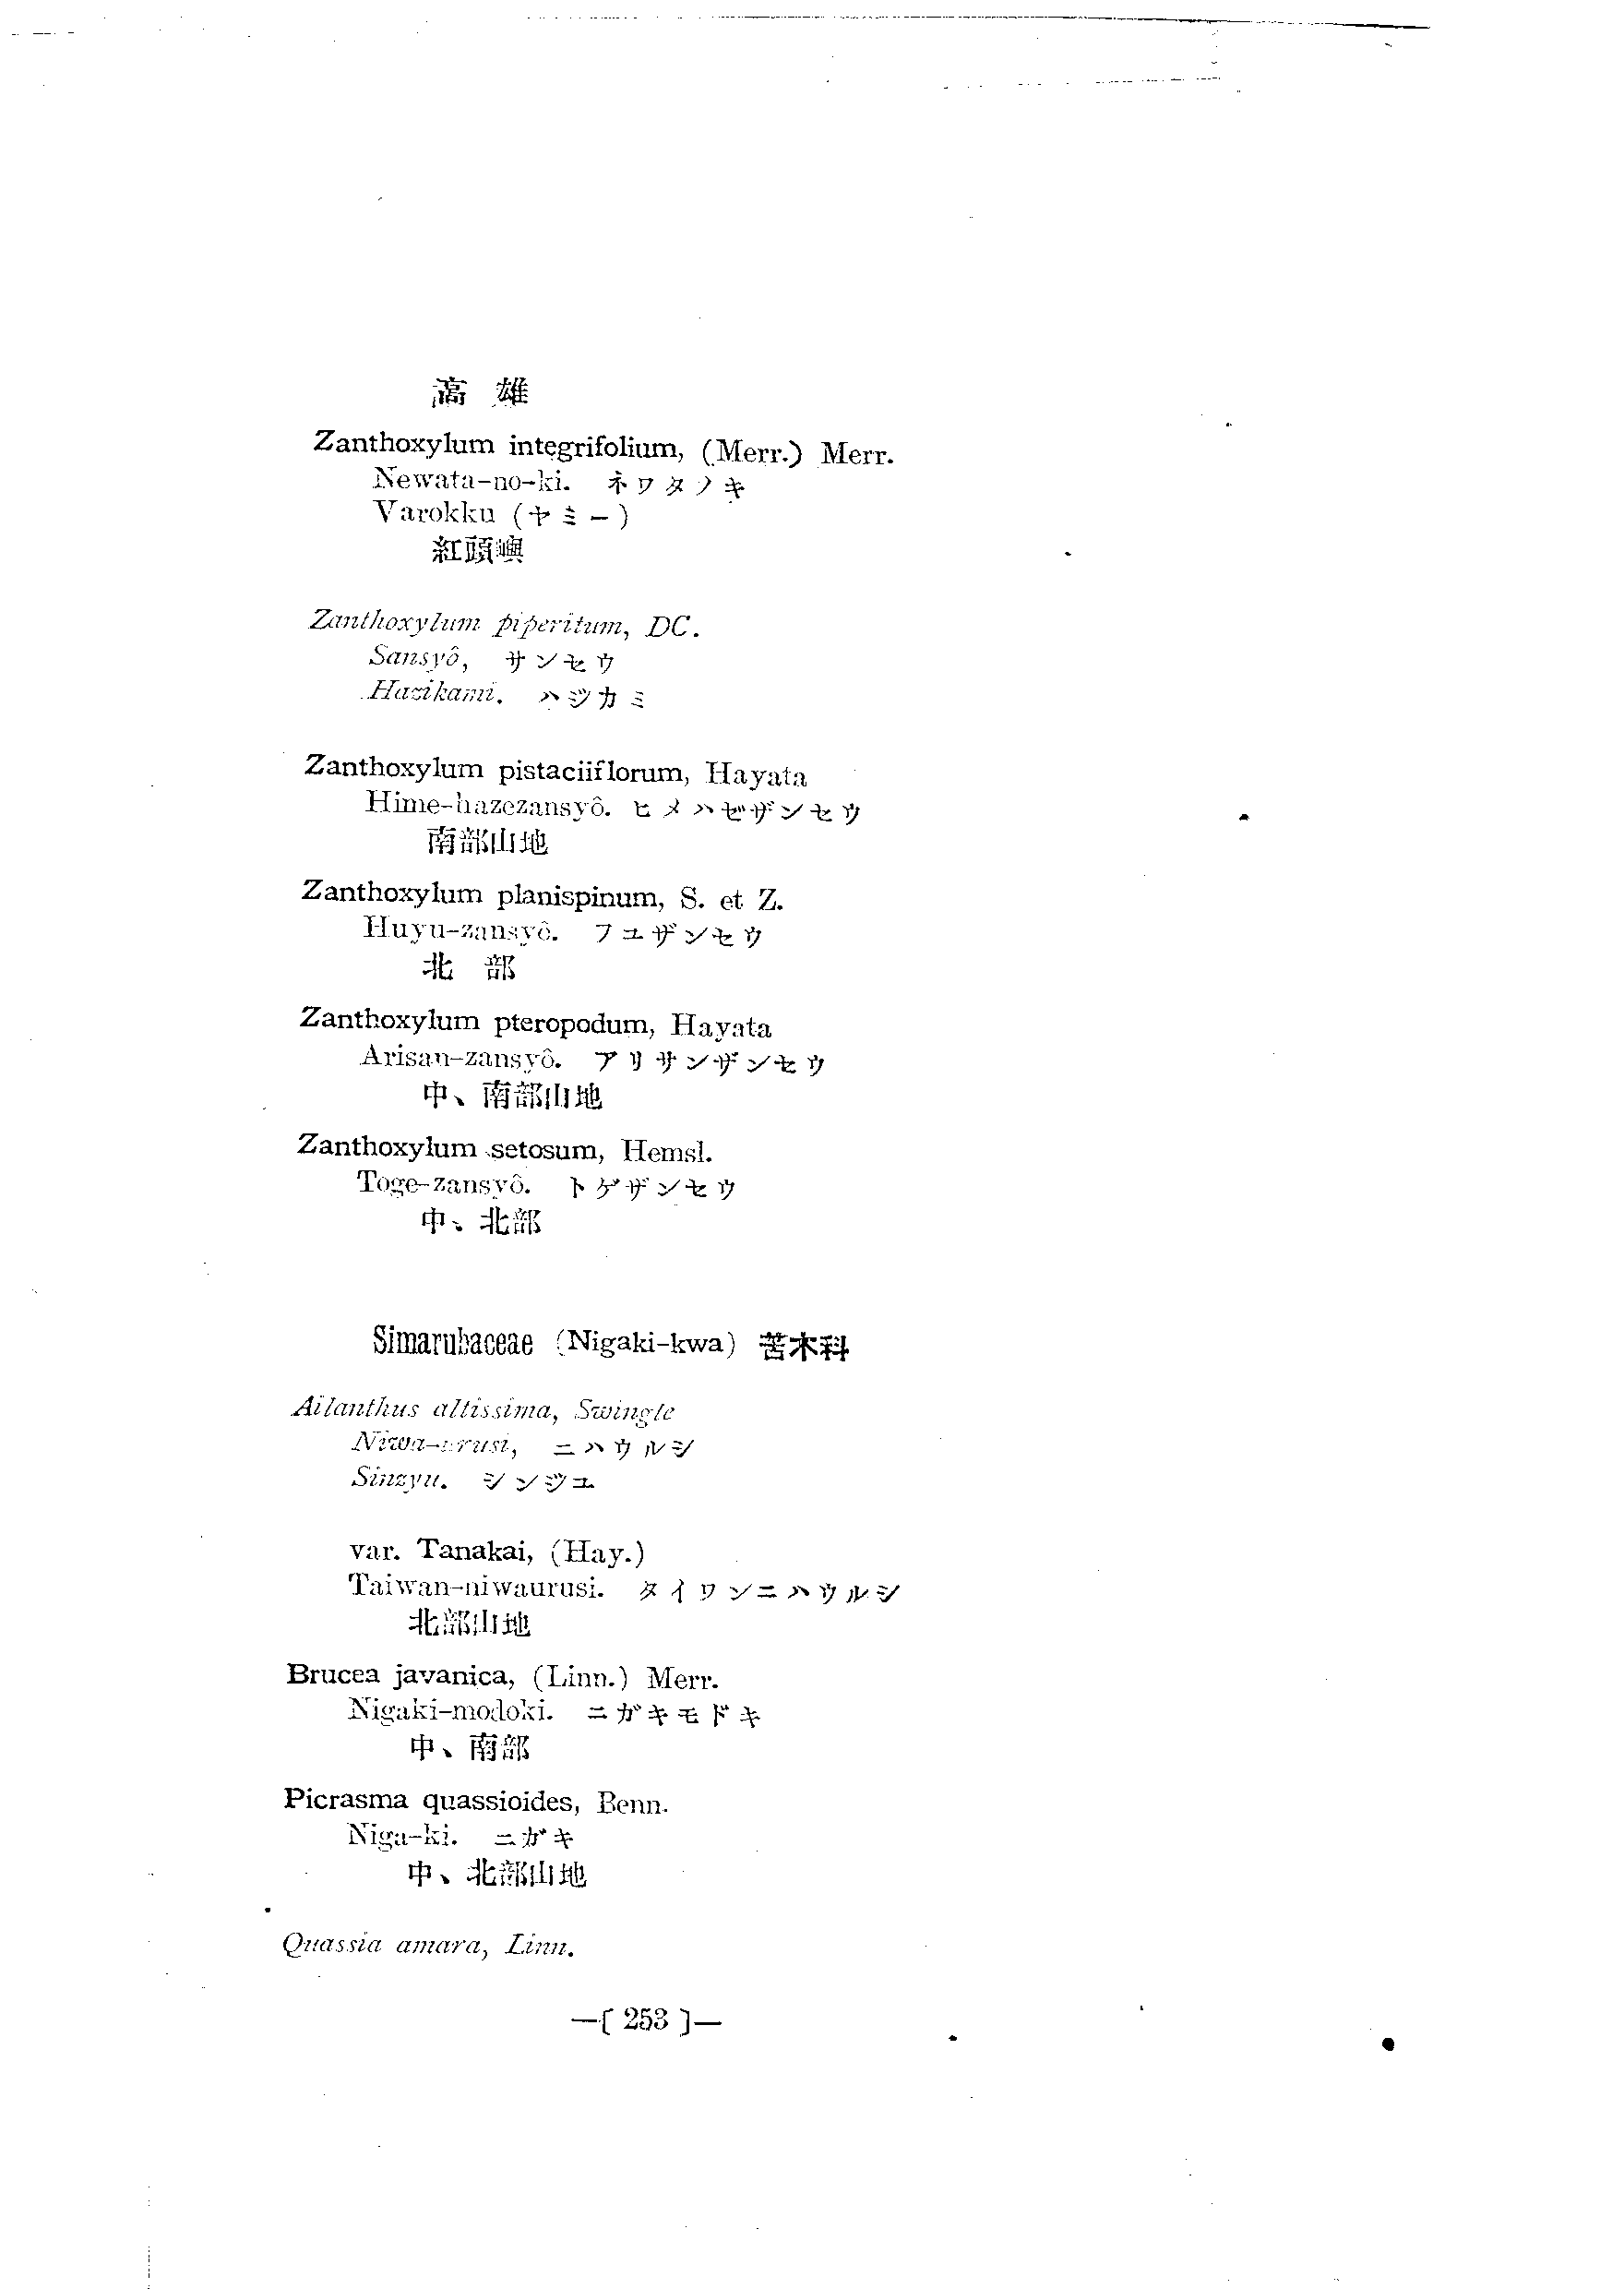 高 雄
Zanthoxylum integrifolium, (Merr.) Merr.
Newata-no-ki. ネワタノキ
Varokku (ヤミー)
紅頭嶼
Zanthoxylum piperitum, DC.
Sansyô, サンセウ
Hazikami. ハジカミ
Zanthoxylum pistaciiflorum, Hayata
Hime-hazezansyô. ヒメハゼザンセウ
南部山地
Zanthoxylum planispinum, S. et Z.
Huyu-zansyô. フユザンセウ
北 部
Zanthoxylum pteropodum, Hayata
Arisan-zansyô. アリサンザンセウ
中、南部山地
Zanthoxylum setosum, Hemsl.
Toge-zansyô. トゲザンセウ
中、北部
Simarubaceae (Nigaki-kwa) 苦木科
Ailanthus altissima, Swingle
Niwa-urusi, ニハウルシ
Sinzyu. シンジユ
var. Tanakai, (Hay.)
Taiwan-niwaurusi. タイワンニハウルシ
北部山地
Brucea javanica, (Linn.) Merr.
Nigaki-modoki. ニガキモドキ
中、南部
Picrasma quassioides, Benn.
Niga-ki. ニガキ
中、北部山地
Quassia amara, Linn.
—[ 253 ]—